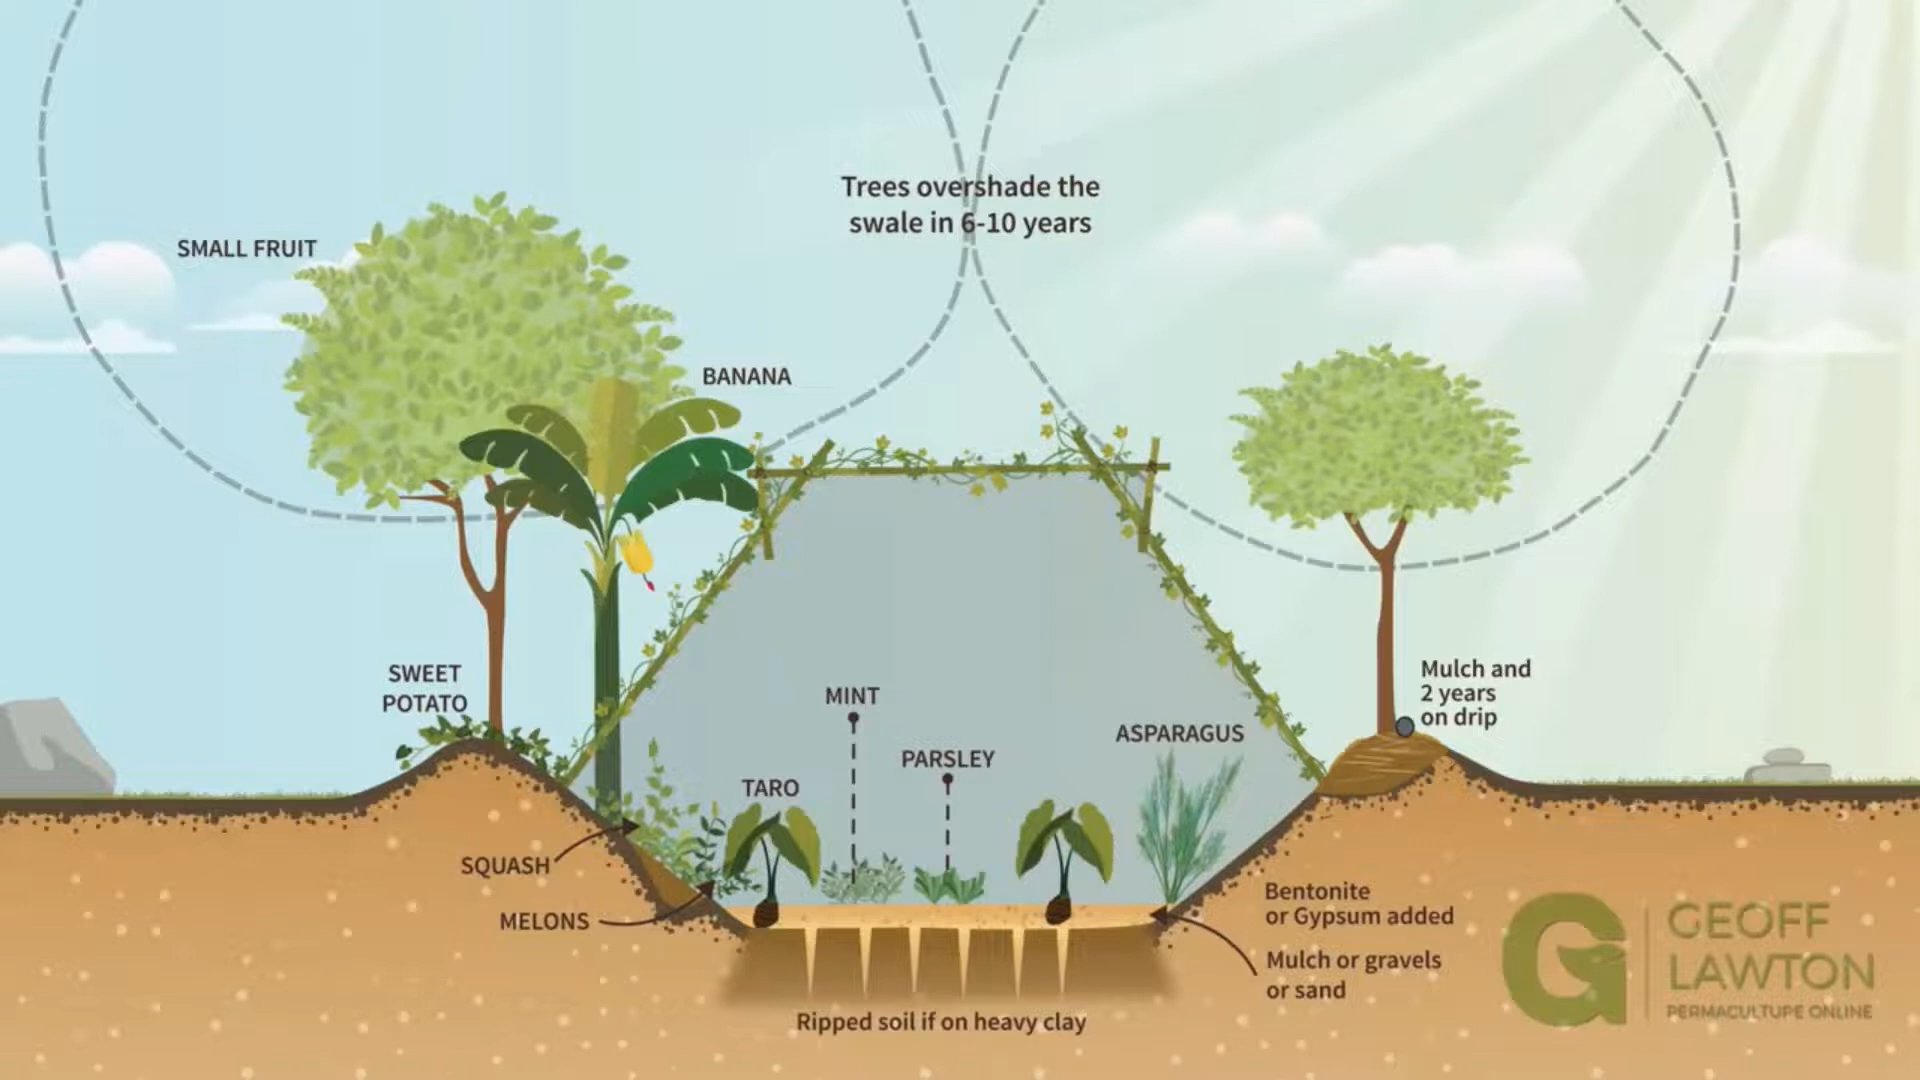 Trees overshade the
swale in 6-10 years
SMALL FRUIT
BANANA
SWEET
POTATO
MINT
Mulch and
2 years
on drip
ASPARAGUS
PARSLEY
TARO
SQUASH
MELONS
Bentonite
or Gypsum added
Mulch or gravels
or sand
Ripped soil if on heavy clay
G
GEOFF
LAWTON
PERMACULTURE ONLINE